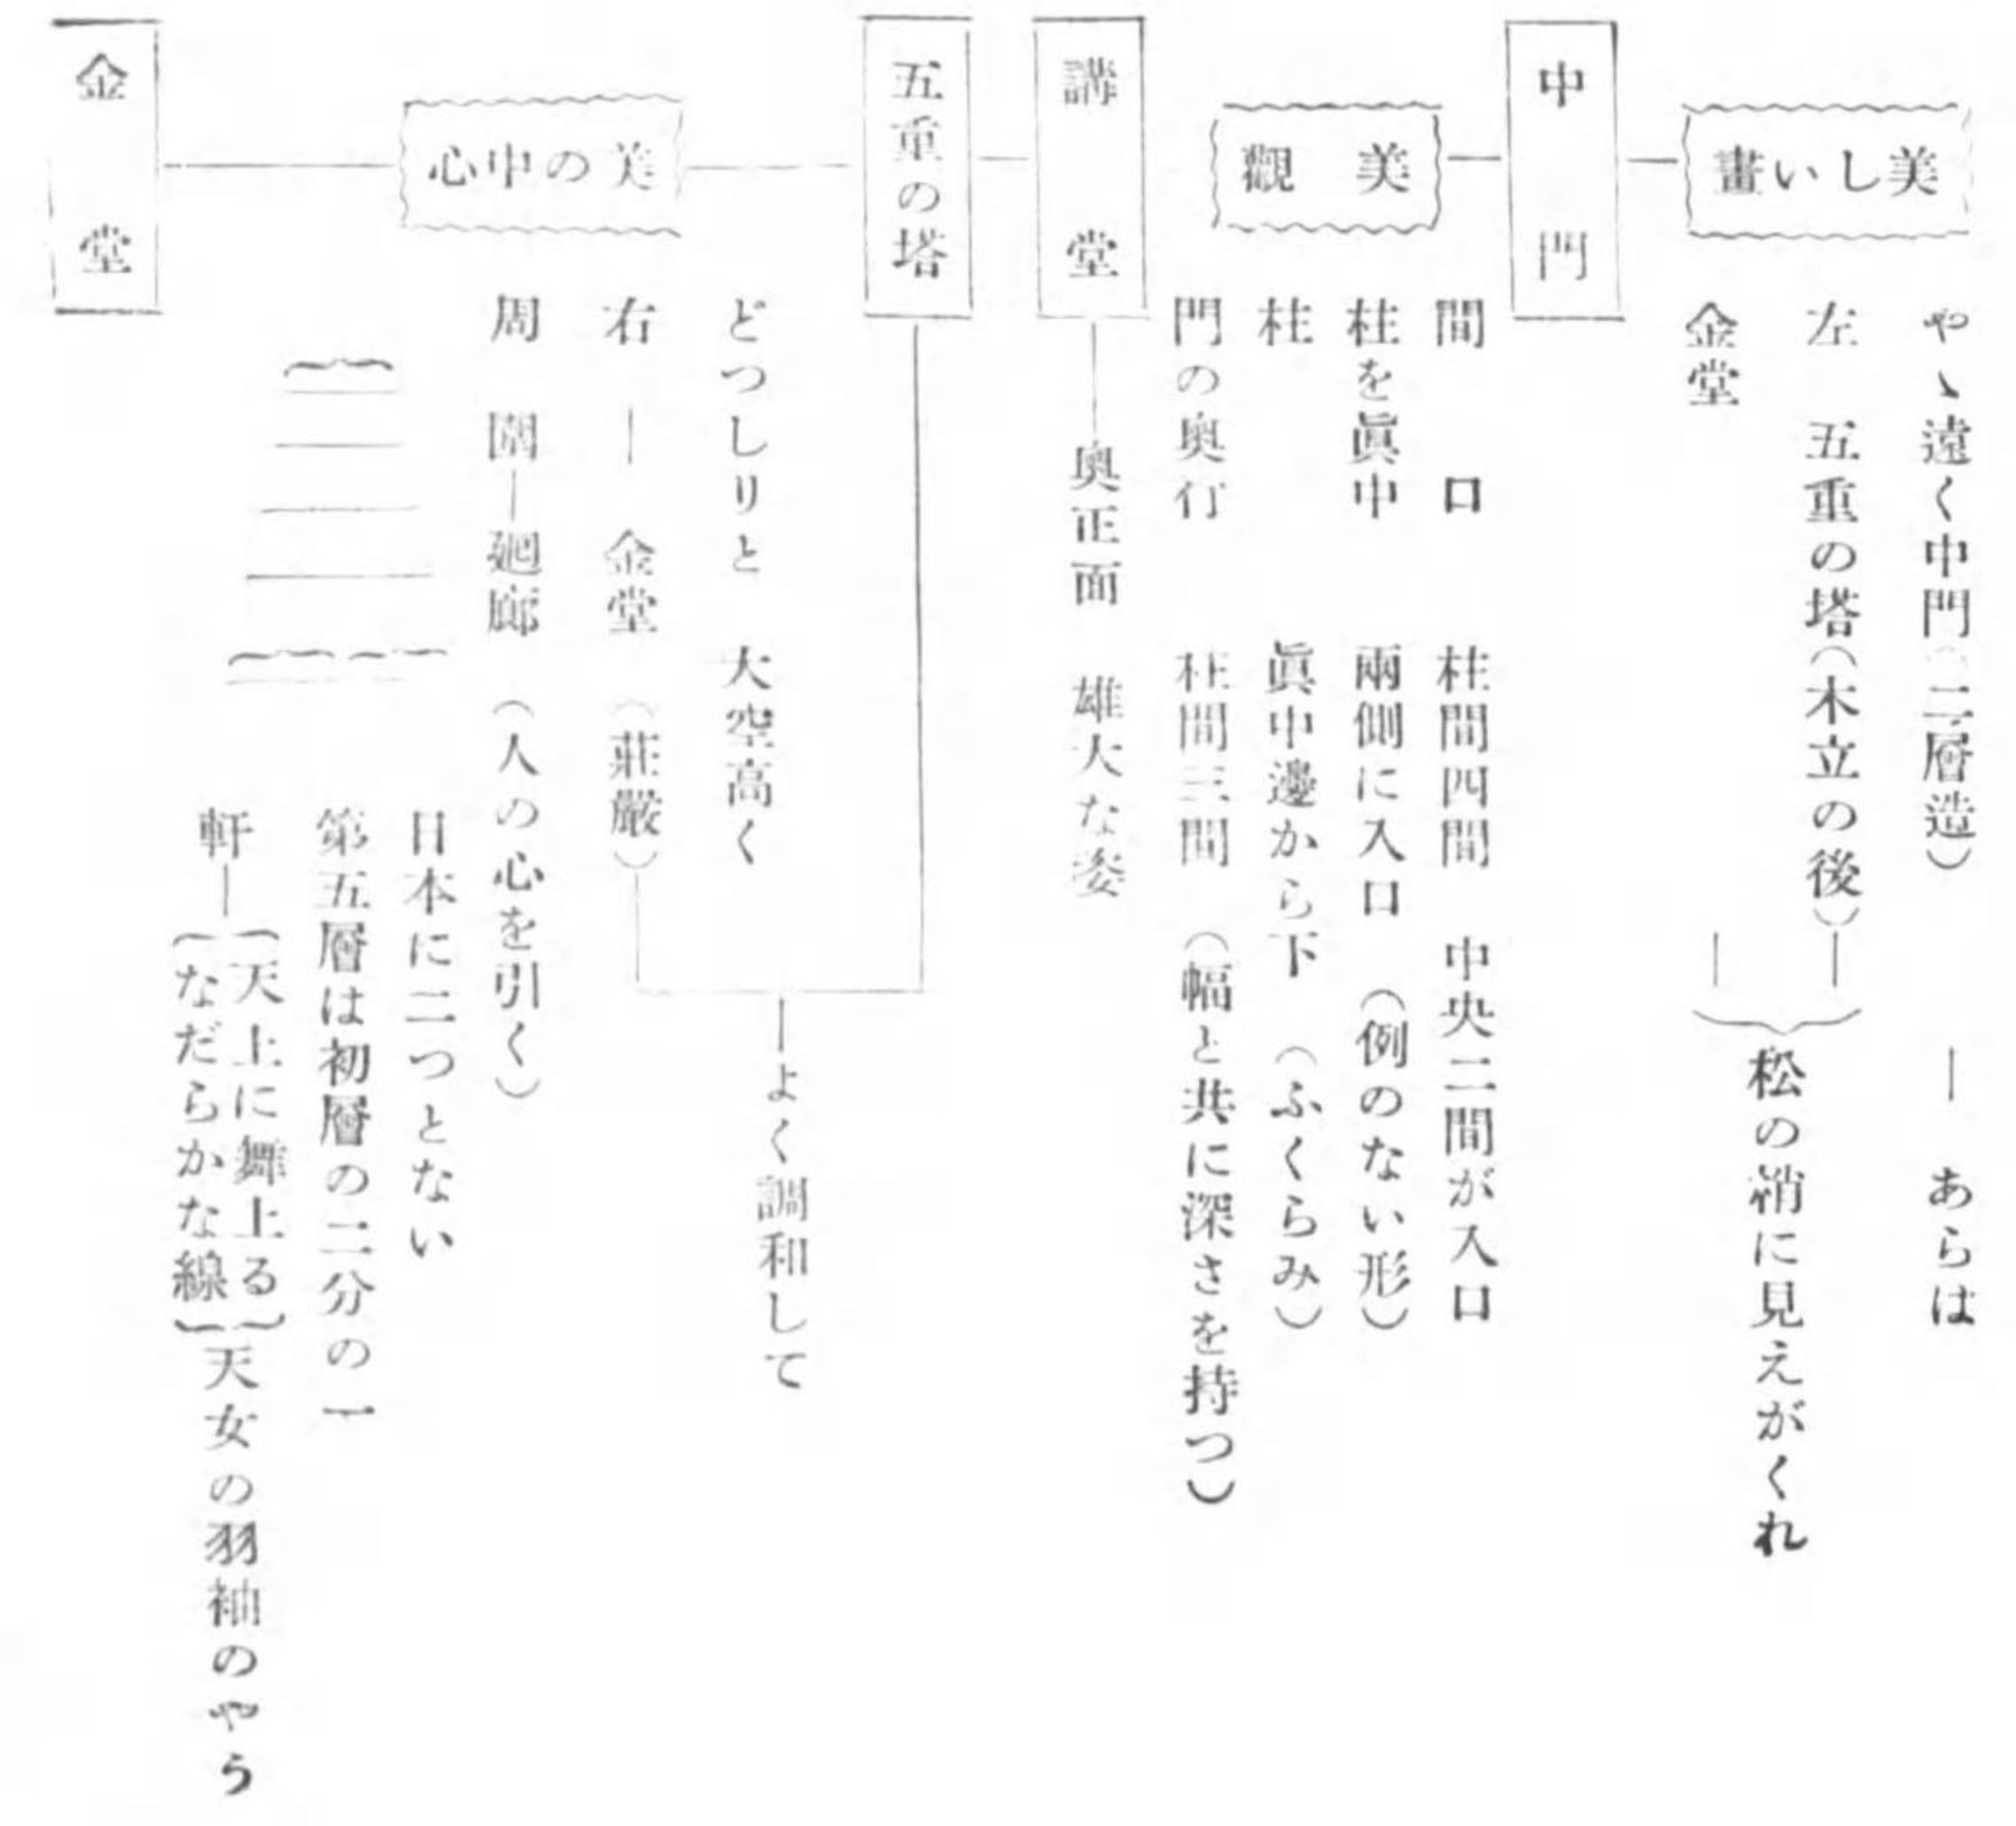 美しい畫
やゝ遠く中門(二層造) — あらは
左 五重の塔(木立の後)—
金堂 —
松の梢に見えがくれ
中門
美觀
間口 柱間四間 中央二間が入口
柱を眞中 兩側に入口 (例のない形)
柱 眞中邊から下 (ふくらみ)
門の奧行 柱間三間 (幅と共に深さを持つ)
講堂
奧正面 雄大な姿
五重の塔
よく調和して
美の中心
どつしりと 大空高く
右 — 金堂 (莊嚴)
周圍—廻廊 (人の心を引く)
日本に二つとない
第五層は初層の二分の一
軒—
天上に舞上る
なだらかな線
天女の羽袖のやう
金堂